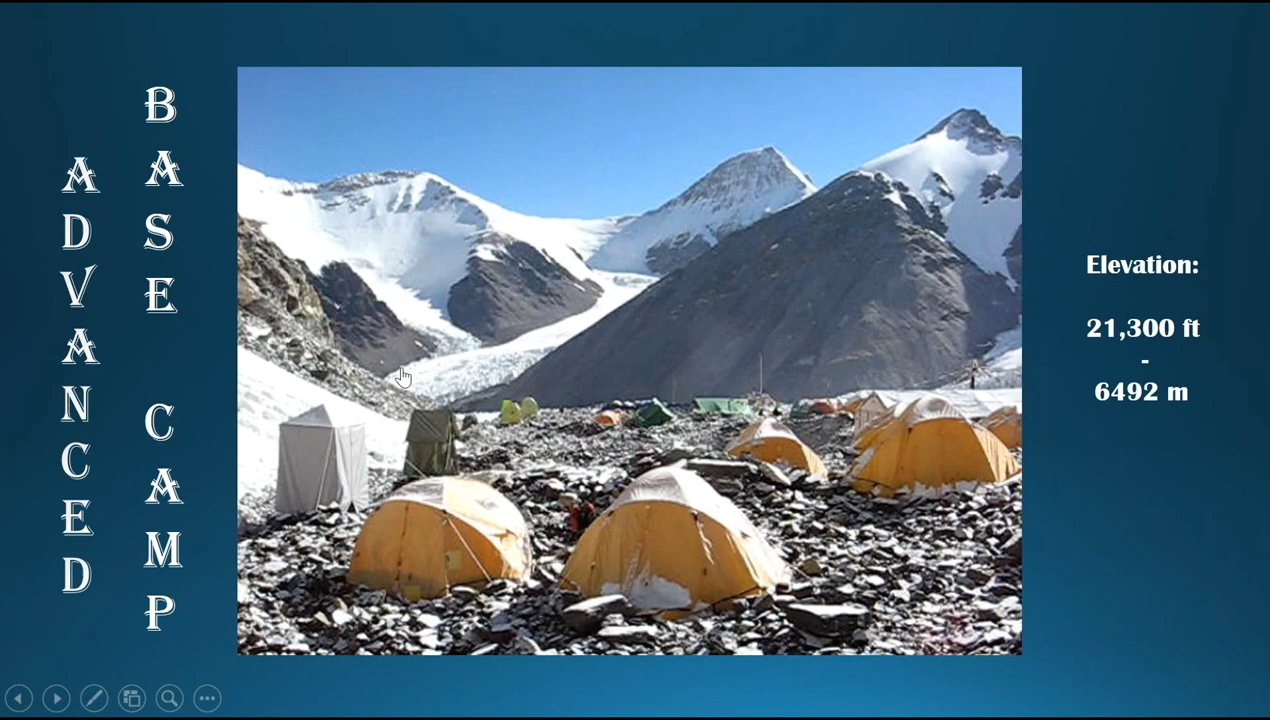 ADVANCED
BASE CAMP
Elevation:
21,300 ft
-
6492 m